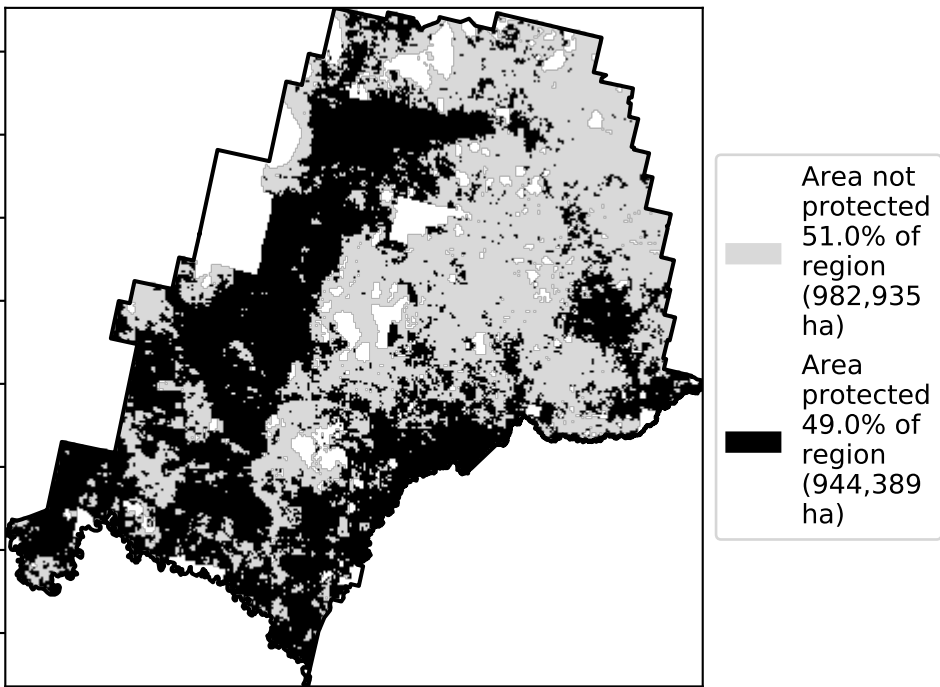 Area not
protected
51.0% of
region
(982,935
ha)
Area
protected
49.0% of
region
(944,389
ha)